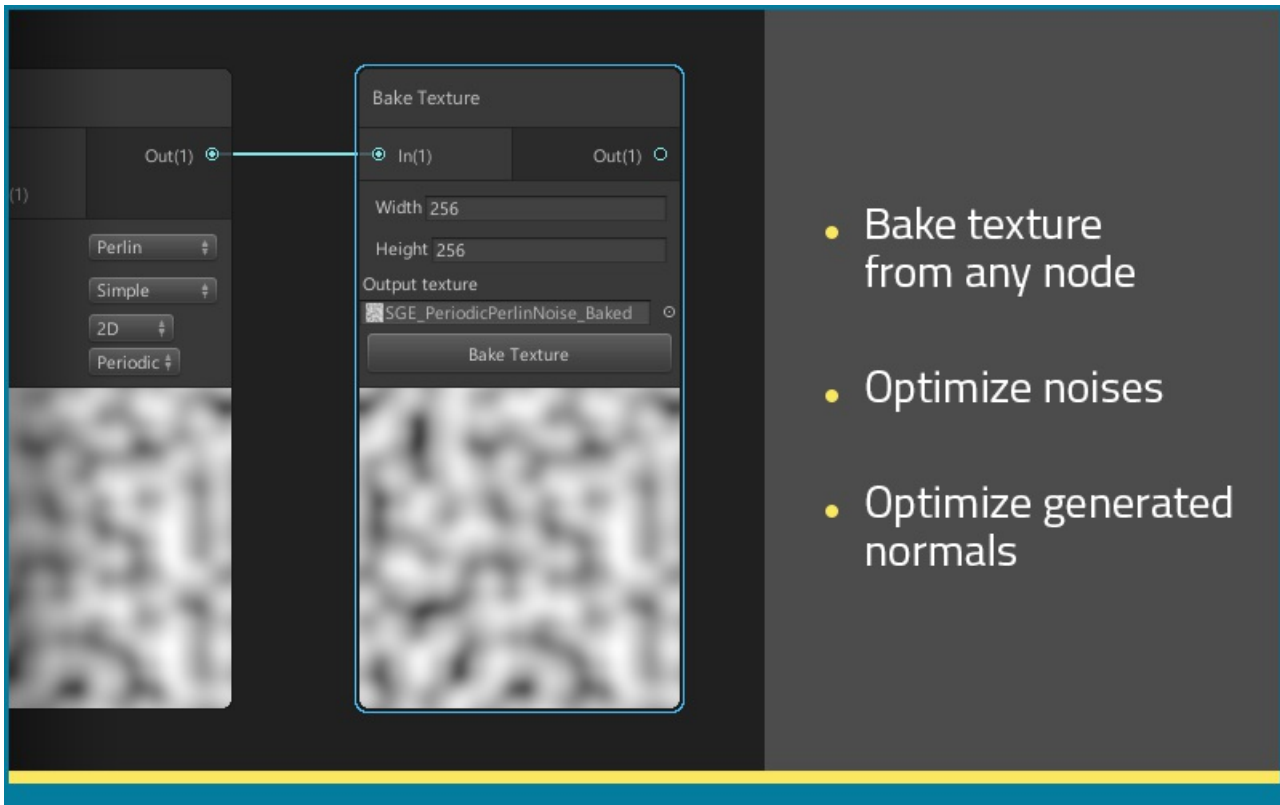 Out(1)
(1)
Perlin
Simple
2D
Periodic
Bake Texture
In(1)
Out(1)
Width 256
Height 256
Output texture
SGE_PeriodicPerlinNoise_Baked
Bake Texture
Bake texture
from any node
Optimize noises
Optimize generated
normals